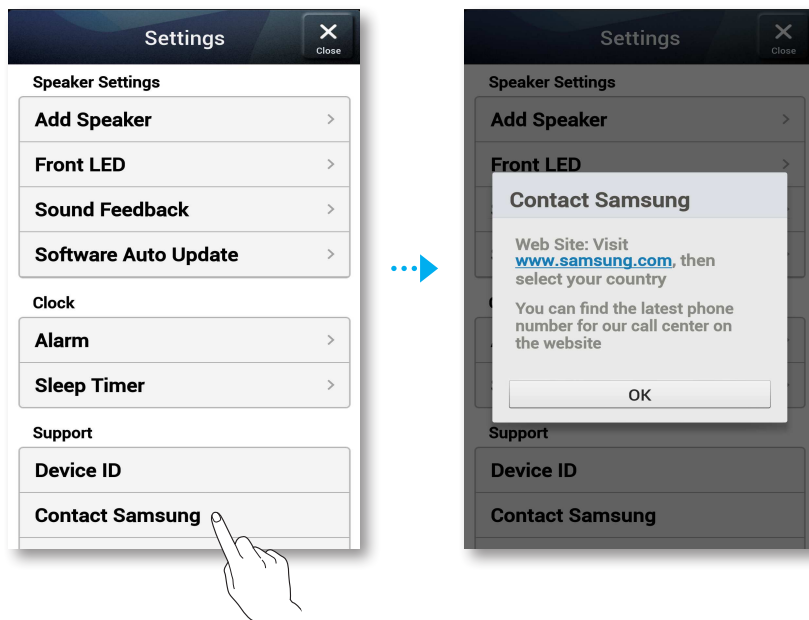 Settings
Close
Speaker Settings
Add Speaker
Front LED
Sound Feedback
Software Auto Update
Clock
Alarm
Sleep Timer
Support
Device ID
Contact Samsung
Settings
Close
Speaker Settings
Add Speaker
Front LED
Contact Samsung
Web Site: Visit
www.samsung.com, then
select your country
You can find the latest phone
number for our call center on
the website
OK
Support
Device ID
Contact Samsung